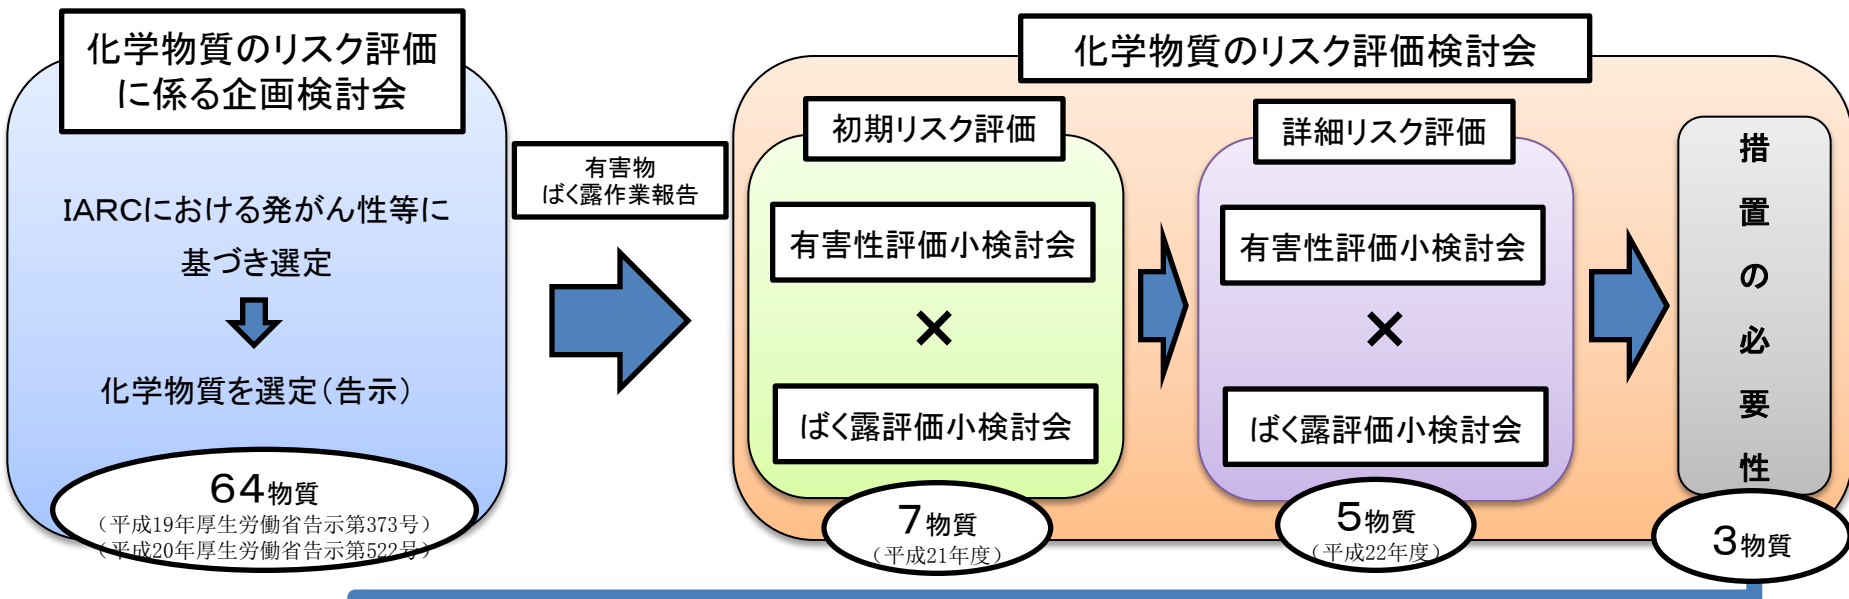 化学物質のリスク評価
に係る企画検討会
IARCにおける発がん性等に
基づき選定
化学物質を選定(告示)
64物質
(平成19年厚生労働省告示第373号)
(平成20年厚生労働省告示第522号)
有害物
ばく露作業報告
化学物質のリスク評価検討会
初期リスク評価
有害性評価小検討会
×
ばく露評価小検討会
7物質
(平成21年度)
詳細リスク評価
有害性評価小検討会
×
ばく露評価小検討会
5物質
(平成22年度)
措置の必要性
3物質